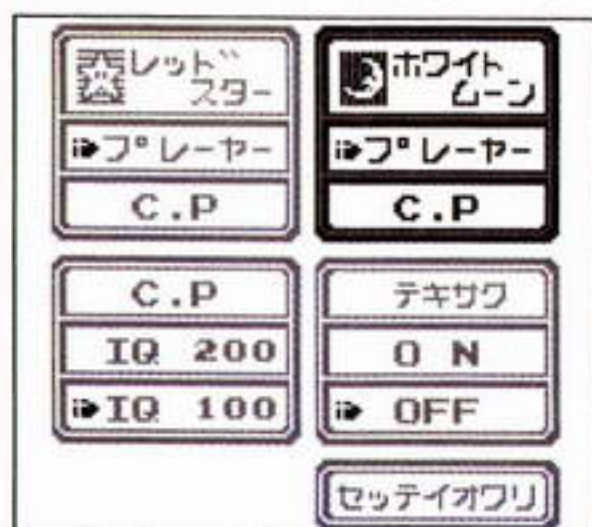 レッド
スター
プレーヤー
C.P
ホワイト
ムーン
プレーヤー
C.P
C.P
IQ 200
IQ 100
テキサク
ON
OFF
セッテイオワリ